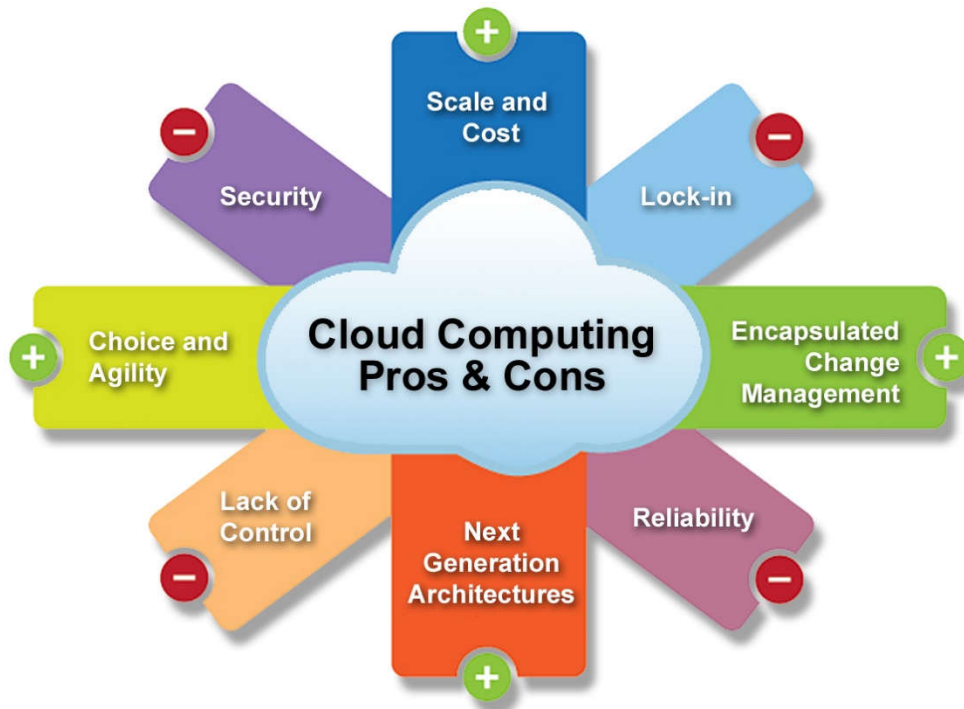 Scale and
Cost
Security
Lock-in
Choice and
Agility
Cloud Computing
Pros & Cons
Encapsulated
Change
Management
Lack of
Control
Next
Generation
Architectures
Reliability